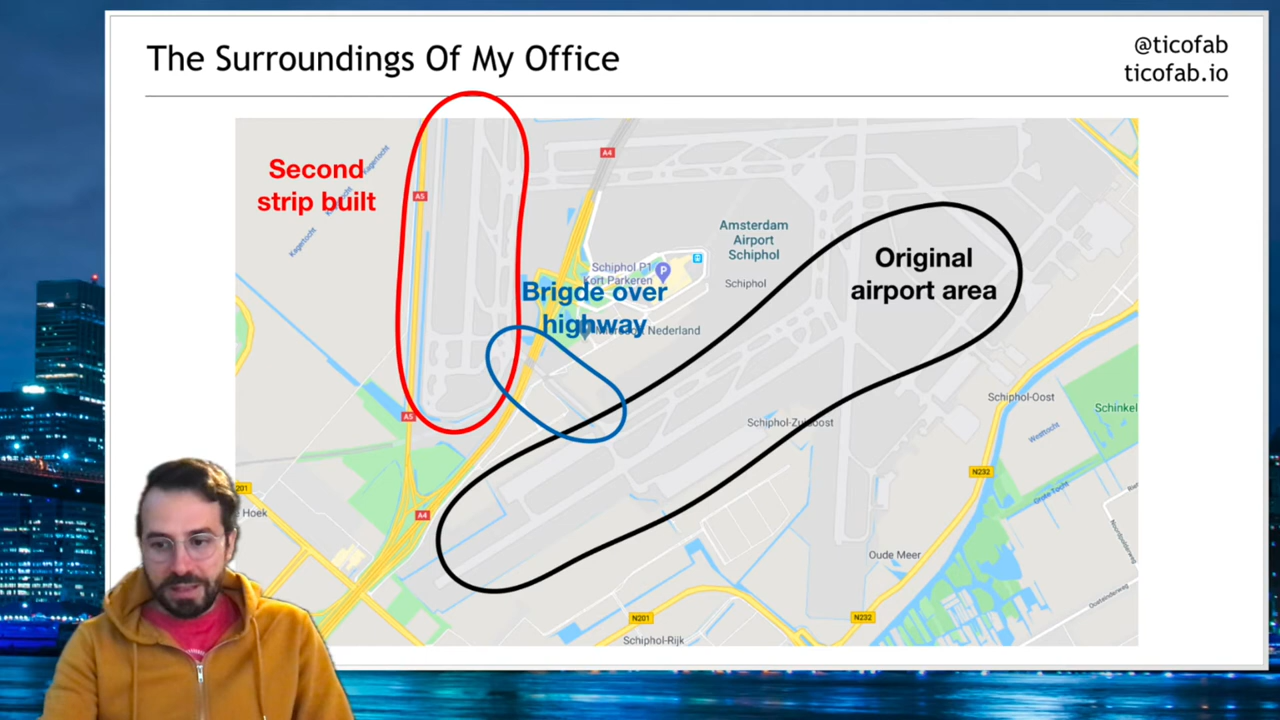 The Surroundings Of My Office
@ticofab
ticofab.io
Second
strip built
Kagertocht
Kagertocht
A5
A4
Amsterdam
Airport
Schiphol
Schiphol P1
Kort Parkeren
P
Schiphol
Original
airport area
Brigde over
highway
Nederland
A5
Schiphol-Oost
Schinkel
Schiphol-Zuidoost
Westtocht
N232
201
e Hoek
A4
Oude Meer
N201
N232
Schiphol-Rijk